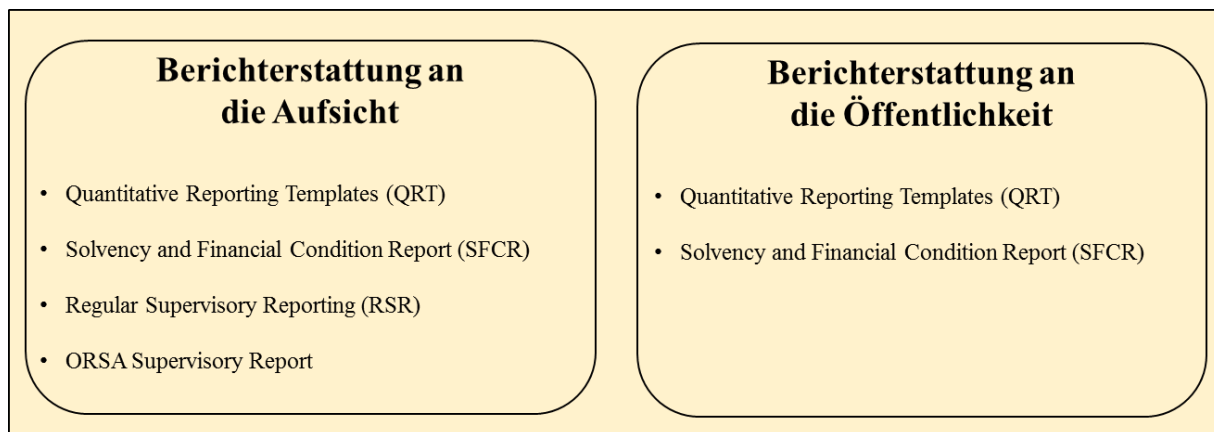 Berichterstattung an
die Aufsicht
• Quantitative Reporting Templates (QRT)
• Solvency and Financial Condition Report (SFCR)
• Regular Supervisory Reporting (RSR)
• ORSA Supervisory Report
Berichterstattung an
die Öffentlichkeit
• Quantitative Reporting Templates (QRT)
• Solvency and Financial Condition Report (SFCR)